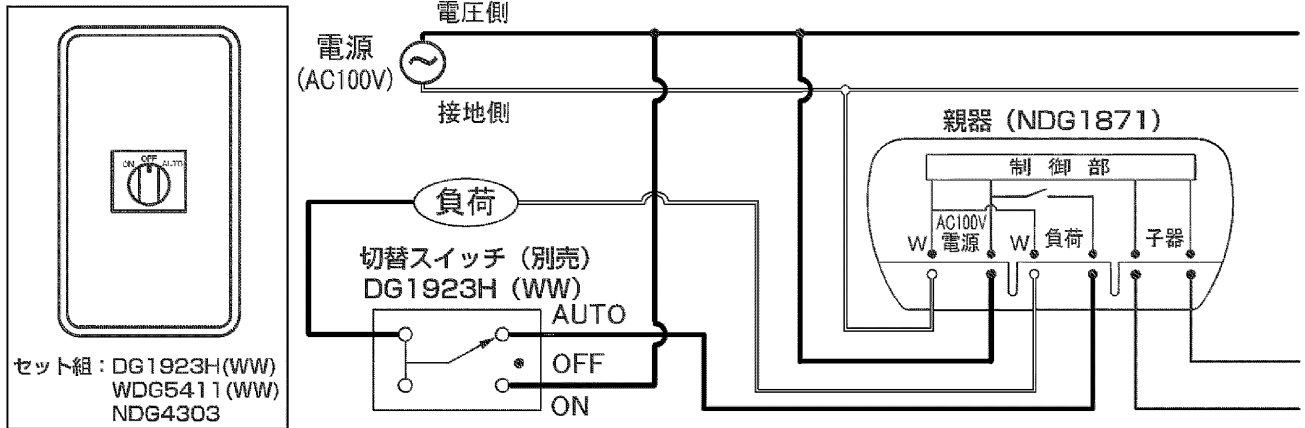 ON OFF AUTO
セット組：DG1923H(WW)
WDG5411(WW)
NDG4303
電圧側
電源
(AC100V)
接地側
親器（NDG1871）
制御部
W
AC100V
電源
W
負荷
子器
負荷
切替スイッチ（別売）
DG1923H（WW）
AUTO
OFF
ON